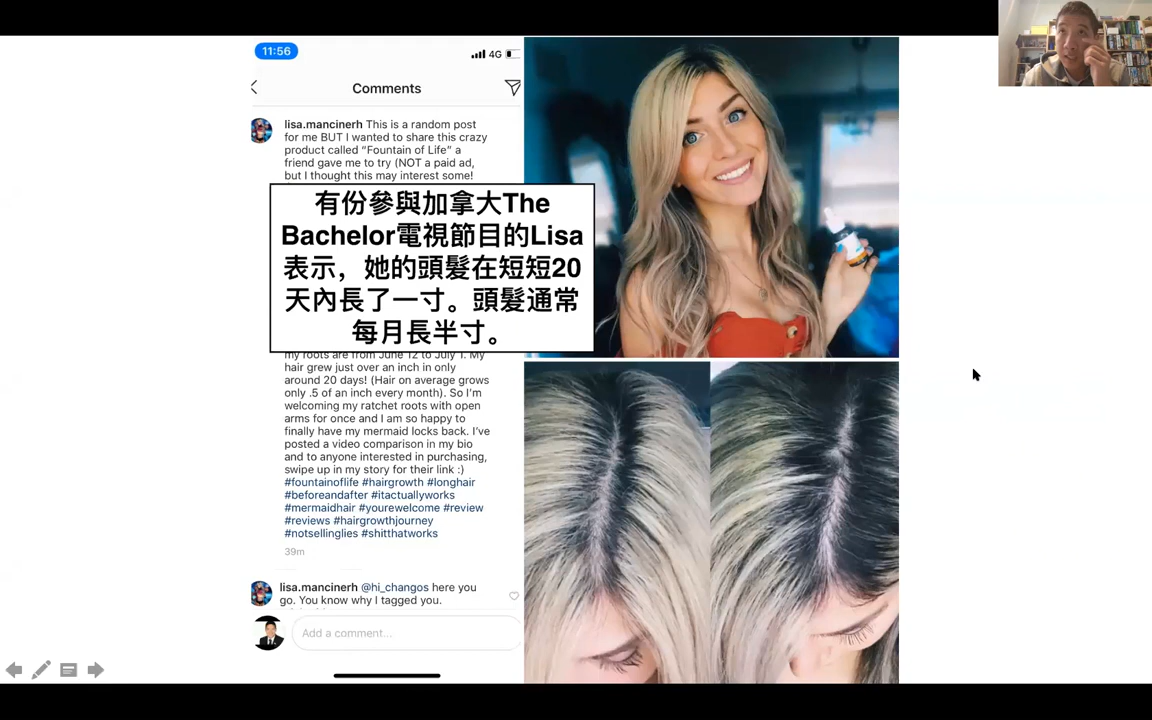 11:56
4G
Comments
lisa.mancinerh This is a random post
for me BUT I wanted to share this crazy
product called “Fountain of Life” a
friend gave me to try (NOT a paid ad,
but I thought this may interest some!
有份參與加拿大The
Bachelor電視節目的Lisa
表示，她的頭髮在短短20
天內長了一寸。頭髮通常
每月長半寸。
my roots are from June 12 to July 1. My
hair grew just over an inch in only
around 20 days! (Hair on average grows
only .5 of an inch every month). So I’m
welcoming my ratchet roots with open
arms for once and I am so happy to
finally have my mermaid locks back. I’ve
posted a video comparison in my bio
and to anyone interested in purchasing,
swipe up in my story for their link :)
#fountainoflife #hairgrowth #longhair
#beforeandafter #itactuallyworks
#mermaidhair #yourewelcome #review
#reviews #hairgrowthjourney
#notsellinglies #shitthatworks
39m
lisa.mancinerh @hi_changos here you
go. You know why I tagged you.
Add a comment...